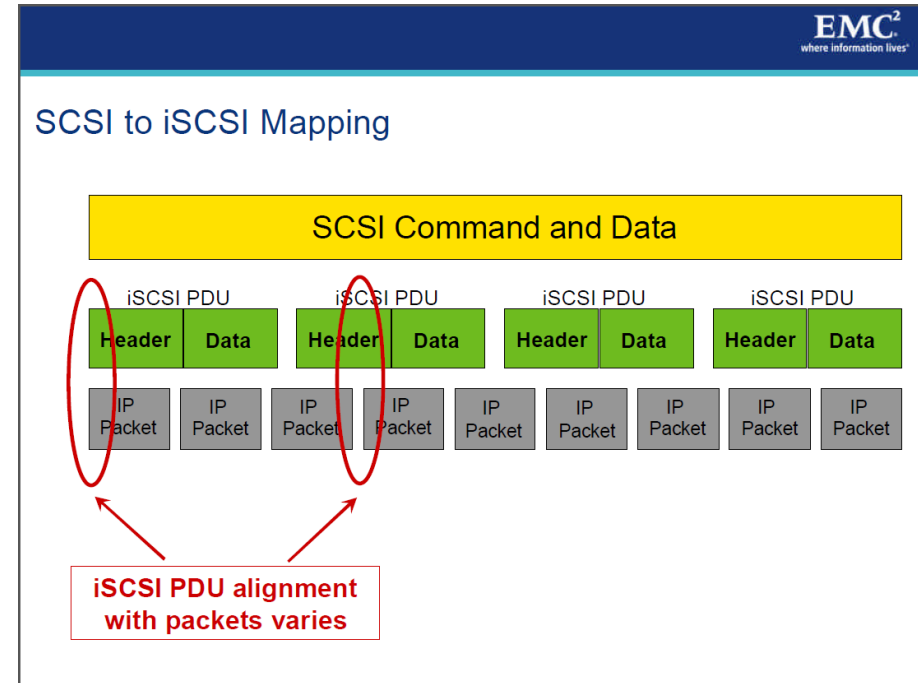 EMC²
where information lives®
SCSI to iSCSI Mapping
SCSI Command and Data
iSCSI PDU iSCSI PDU iSCSI PDU iSCSI PDU
Header Data Header Data Header Data Header Data
IP IP IP IP IP IP IP IP IP
Packet Packet Packet Packet Packet Packet Packet Packet Packet
iSCSI PDU alignment
with packets varies